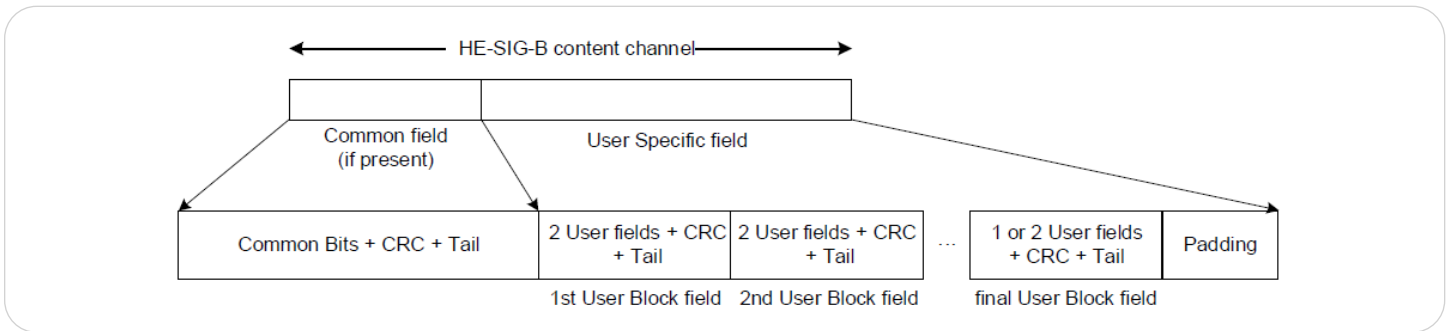 HE-SIG-B content channel
Common field
(if present)
User Specific field
Common Bits + CRC + Tail
2 User fields + CRC
+ Tail
2 User fields + CRC
+ Tail
...
1 or 2 User fields
+ CRC + Tail
Padding
1st User Block field
2nd User Block field
final User Block field